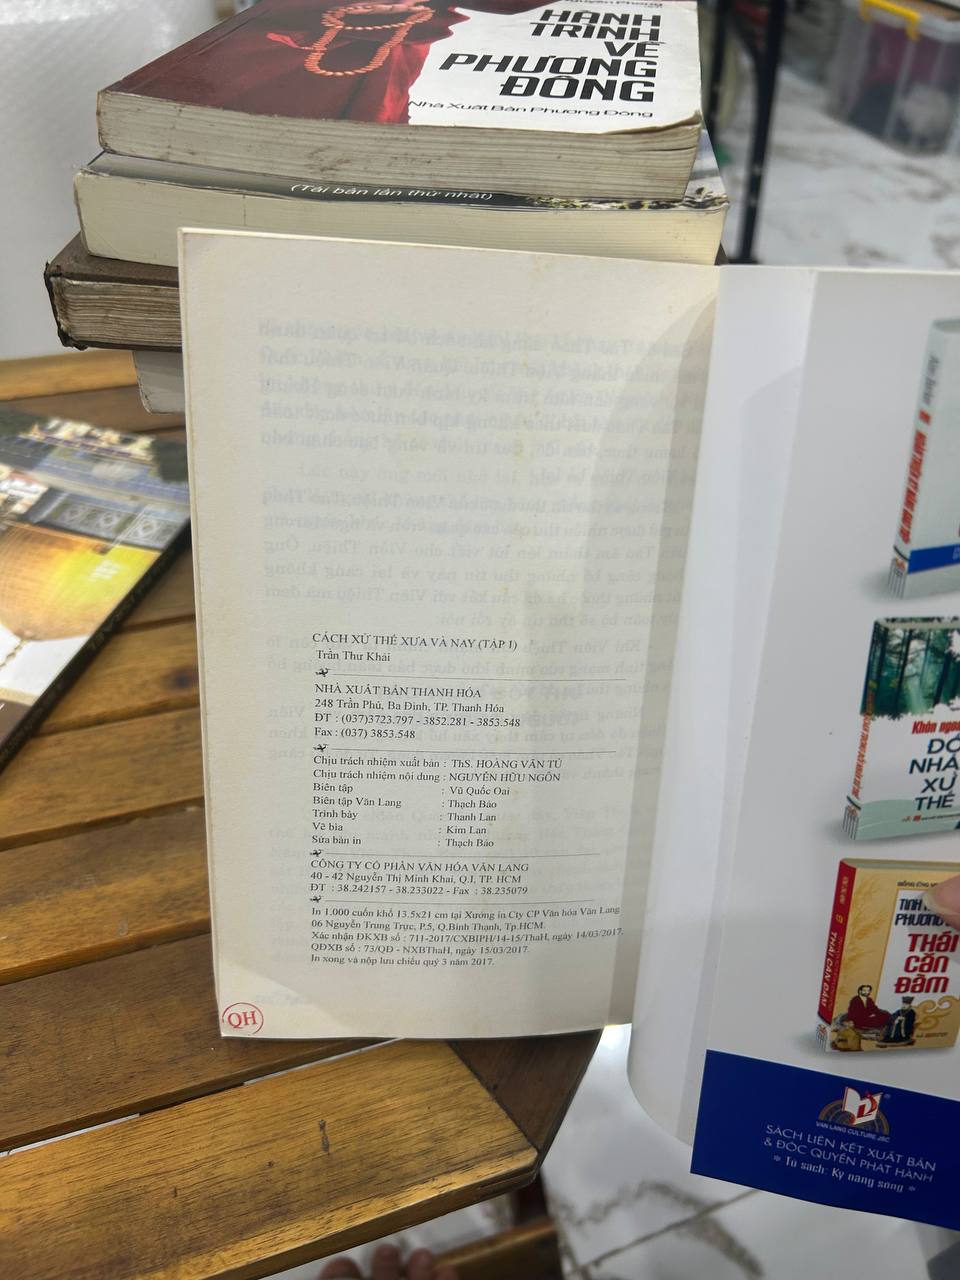 HÀNH
TRÌNH
VỀ
PHƯƠNG
ĐÔNG
Nhà Xuất Bản Phương Đông
(Tái bản lần thứ nhất)
CÁCH XỬ THẾ XƯA VÀ NAY (TẬP 1)
Trần Thư Khải
NHÀ XUẤT BẢN THANH HÓA
248 Trần Phú, Ba Đình, TP. Thanh Hóa
ĐT : (037)3723.797 - 3852.281 - 3853.548
Fax : (037) 3853.548
Chịu trách nhiệm xuất bản : ThS. HOÀNG VĂN TÚ
Chịu trách nhiệm nội dung : NGUYỄN HỮU NGÔN
Biên tập : Vũ Quốc Oai
Biên tập Văn Lang : Thạch Bảo
Trình bày : Thanh Lan
Vẽ bìa : Kim Lan
Sửa bản in : Thạch Bảo
CÔNG TY CỔ PHẦN VĂN HÓA VĂN LANG
40 - 42 Nguyễn Thị Minh Khai, Q.I, TP. HCM
ĐT : 38.242157 - 38.233022 - Fax : 38.235079
In 1.000 cuốn khổ 13.5x21 cm tại Xưởng in Cty CP Văn hóa Văn Lang
06 Nguyễn Trung Trực, P.5, Q.Bình Thạnh, Tp.HCM.
Xác nhận ĐKXB số : 711-2017/CXBIPH/14-15/ThaH, ngày 14/03/2017.
QĐXB số : 73/QĐ - NXBThaH, ngày 15/03/2017.
In xong và nộp lưu chiểu quý 3 năm 2017.
QH
Khôn ngoan
NHÂ
XỬ
THẾ
THÁI
CĂN
ĐÀM
THÁI CĂN ĐÀM
VAN LANG CULTURE JSC
SÁCH LIÊN KẾT XUẤT BẢN
& ĐỘC QUYỀN PHÁT HÀNH
* Tủ sách: Kỹ năng sống *